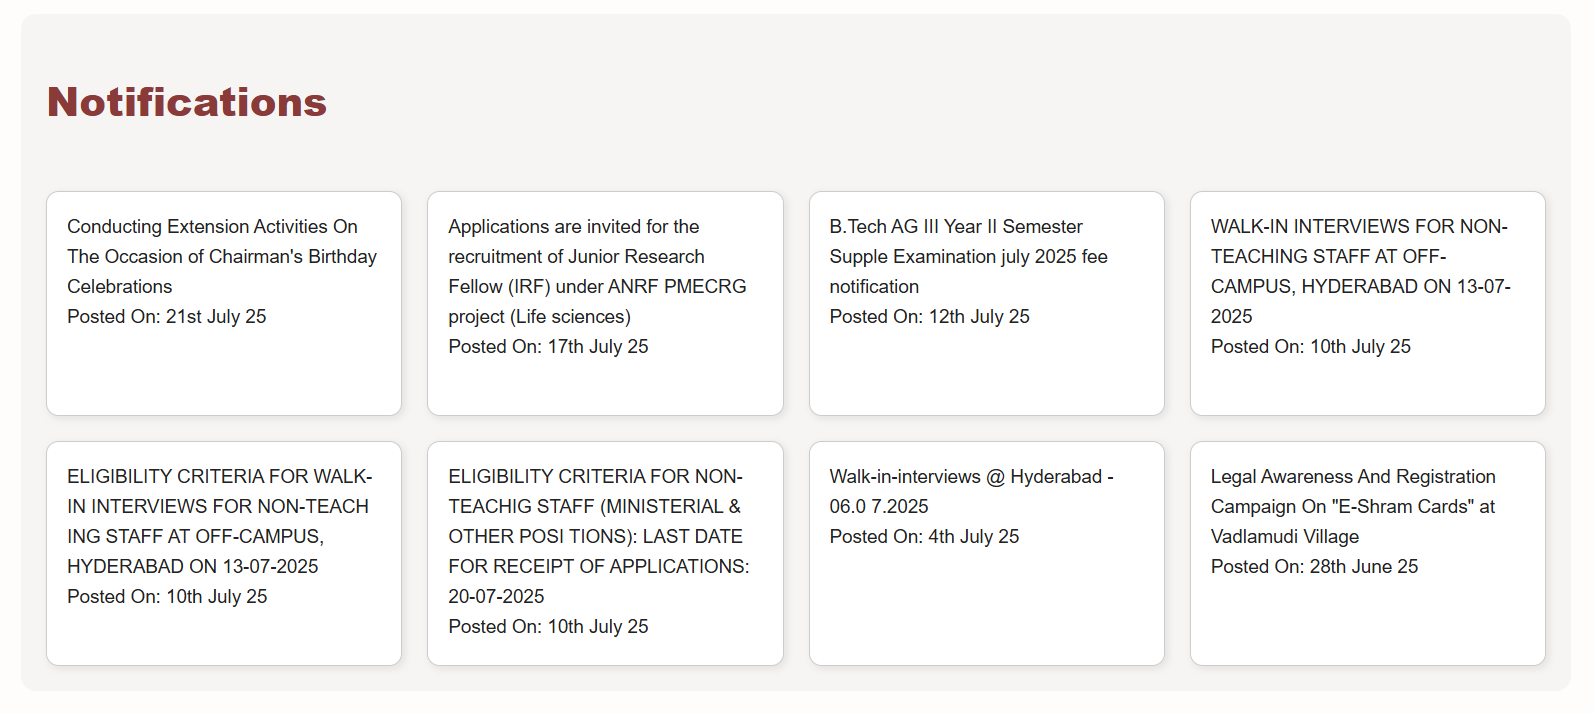 Notifications
Conducting Extension Activities On
The Occasion of Chairman's Birthday
Celebrations
Posted On: 21st July 25
Applications are invited for the
recruitment of Junior Research
Fellow (IRF) under ANRF PMECRG
project (Life sciences)
Posted On: 17th July 25
B.Tech AG III Year II Semester
Supple Examination july 2025 fee
notification
Posted On: 12th July 25
WALK-IN INTERVIEWS FOR NON-
TEACHING STAFF AT OFF-
CAMPUS, HYDERABAD ON 13-07-
2025
Posted On: 10th July 25
ELIGIBILITY CRITERIA FOR WALK-
IN INTERVIEWS FOR NON-TEACH
ING STAFF AT OFF-CAMPUS,
HYDERABAD ON 13-07-2025
Posted On: 10th July 25
ELIGIBILITY CRITERIA FOR NON-
TEACHIG STAFF (MINISTERIAL &
OTHER POSI TIONS): LAST DATE
FOR RECEIPT OF APPLICATIONS:
20-07-2025
Posted On: 10th July 25
Walk-in-interviews @ Hyderabad -
06.0 7.2025
Posted On: 4th July 25
Legal Awareness And Registration
Campaign On "E-Shram Cards" at
Vadlamudi Village
Posted On: 28th June 25